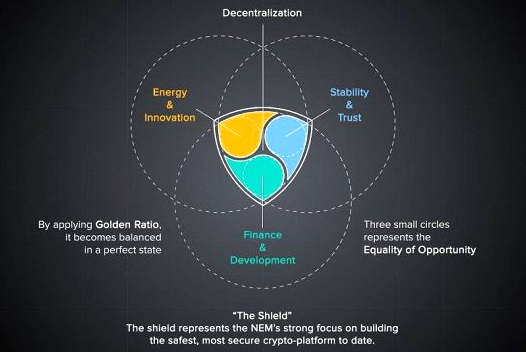 Decentralization
Energy
&
Innovation
Stability
&
Trust
By applying Golden Ratio,
it becomes balanced
in a perfect state
Finance
&
Development
Three small circles
represents the
Equality of Opportunity
“The Shield”
The shield represents the NEM's strong focus on building
the safest, most secure crypto-platform to date.